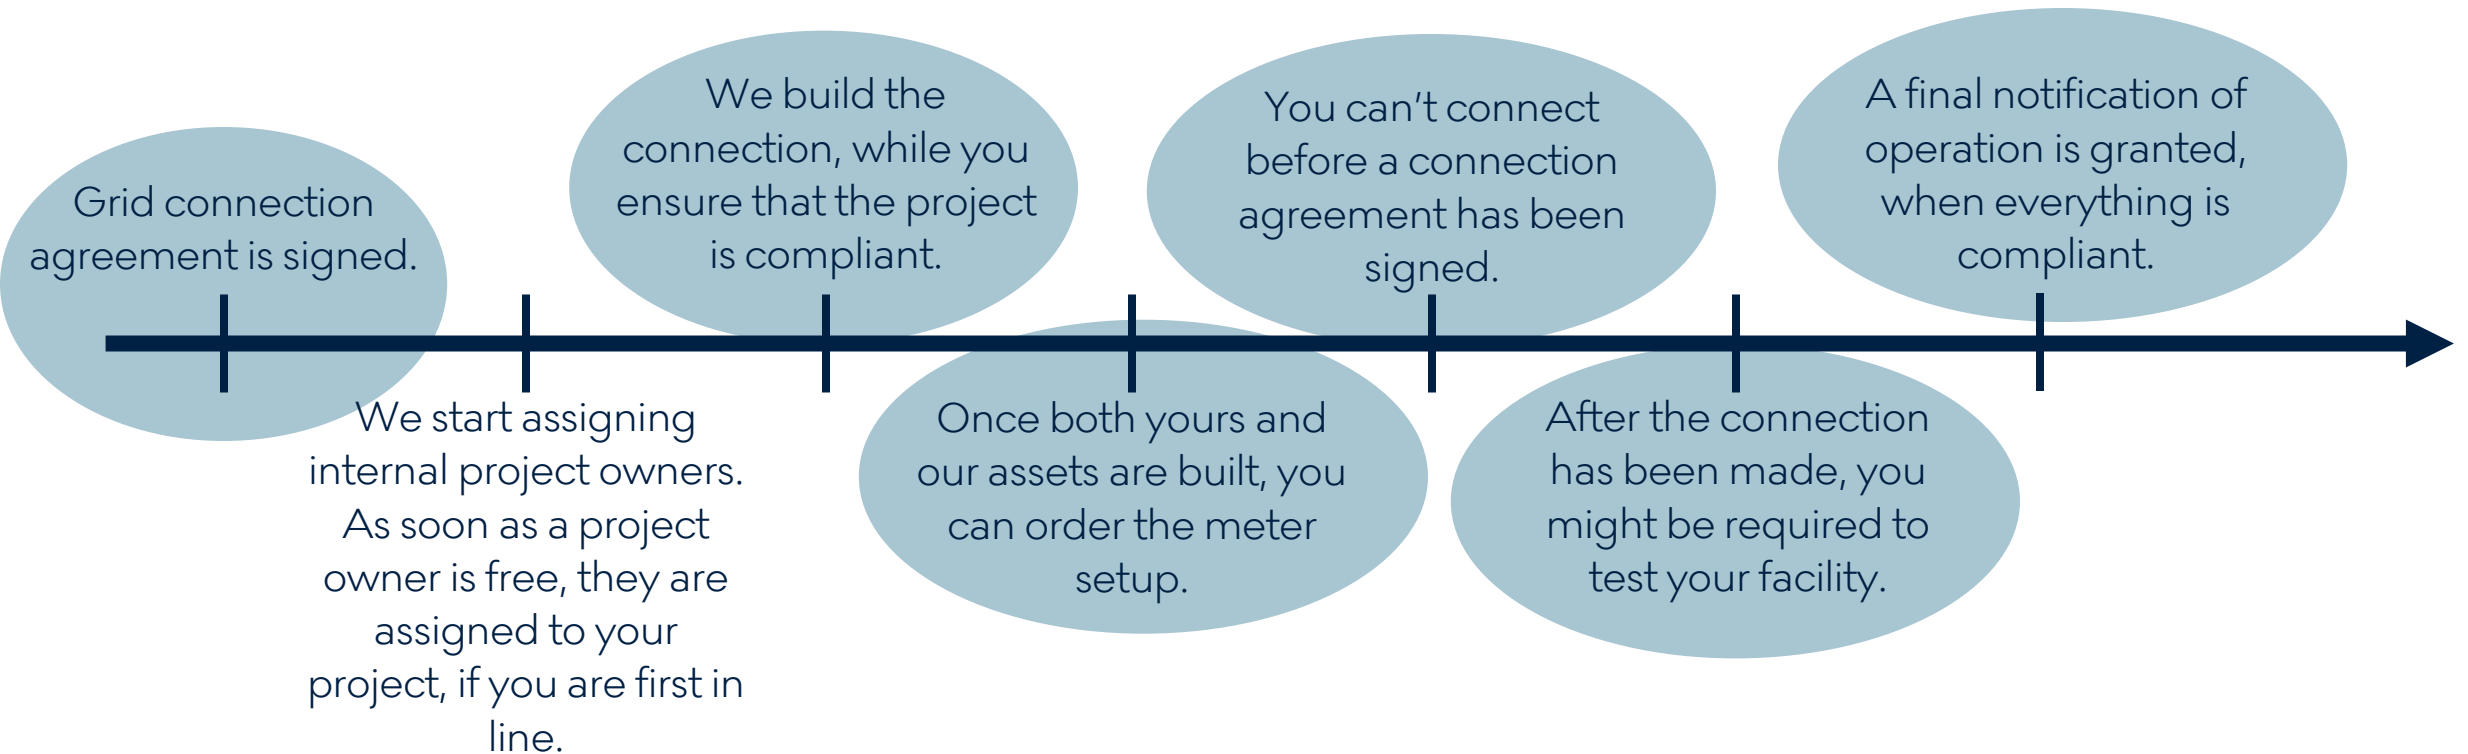 Grid connection
agreement is signed.
We start assigning
internal project owners.
As soon as a project
owner is free, they are
assigned to your
project, if you are first in
line.
We build the
connection, while you
ensure that the project
is compliant.
Once both yours and
our assets are built, you
can order the meter
setup.
You can't connect
before a connection
agreement has been
signed.
After the connection
has been made, you
might be required to
test your facility.
A final notification of
operation is granted,
when everything is
compliant.